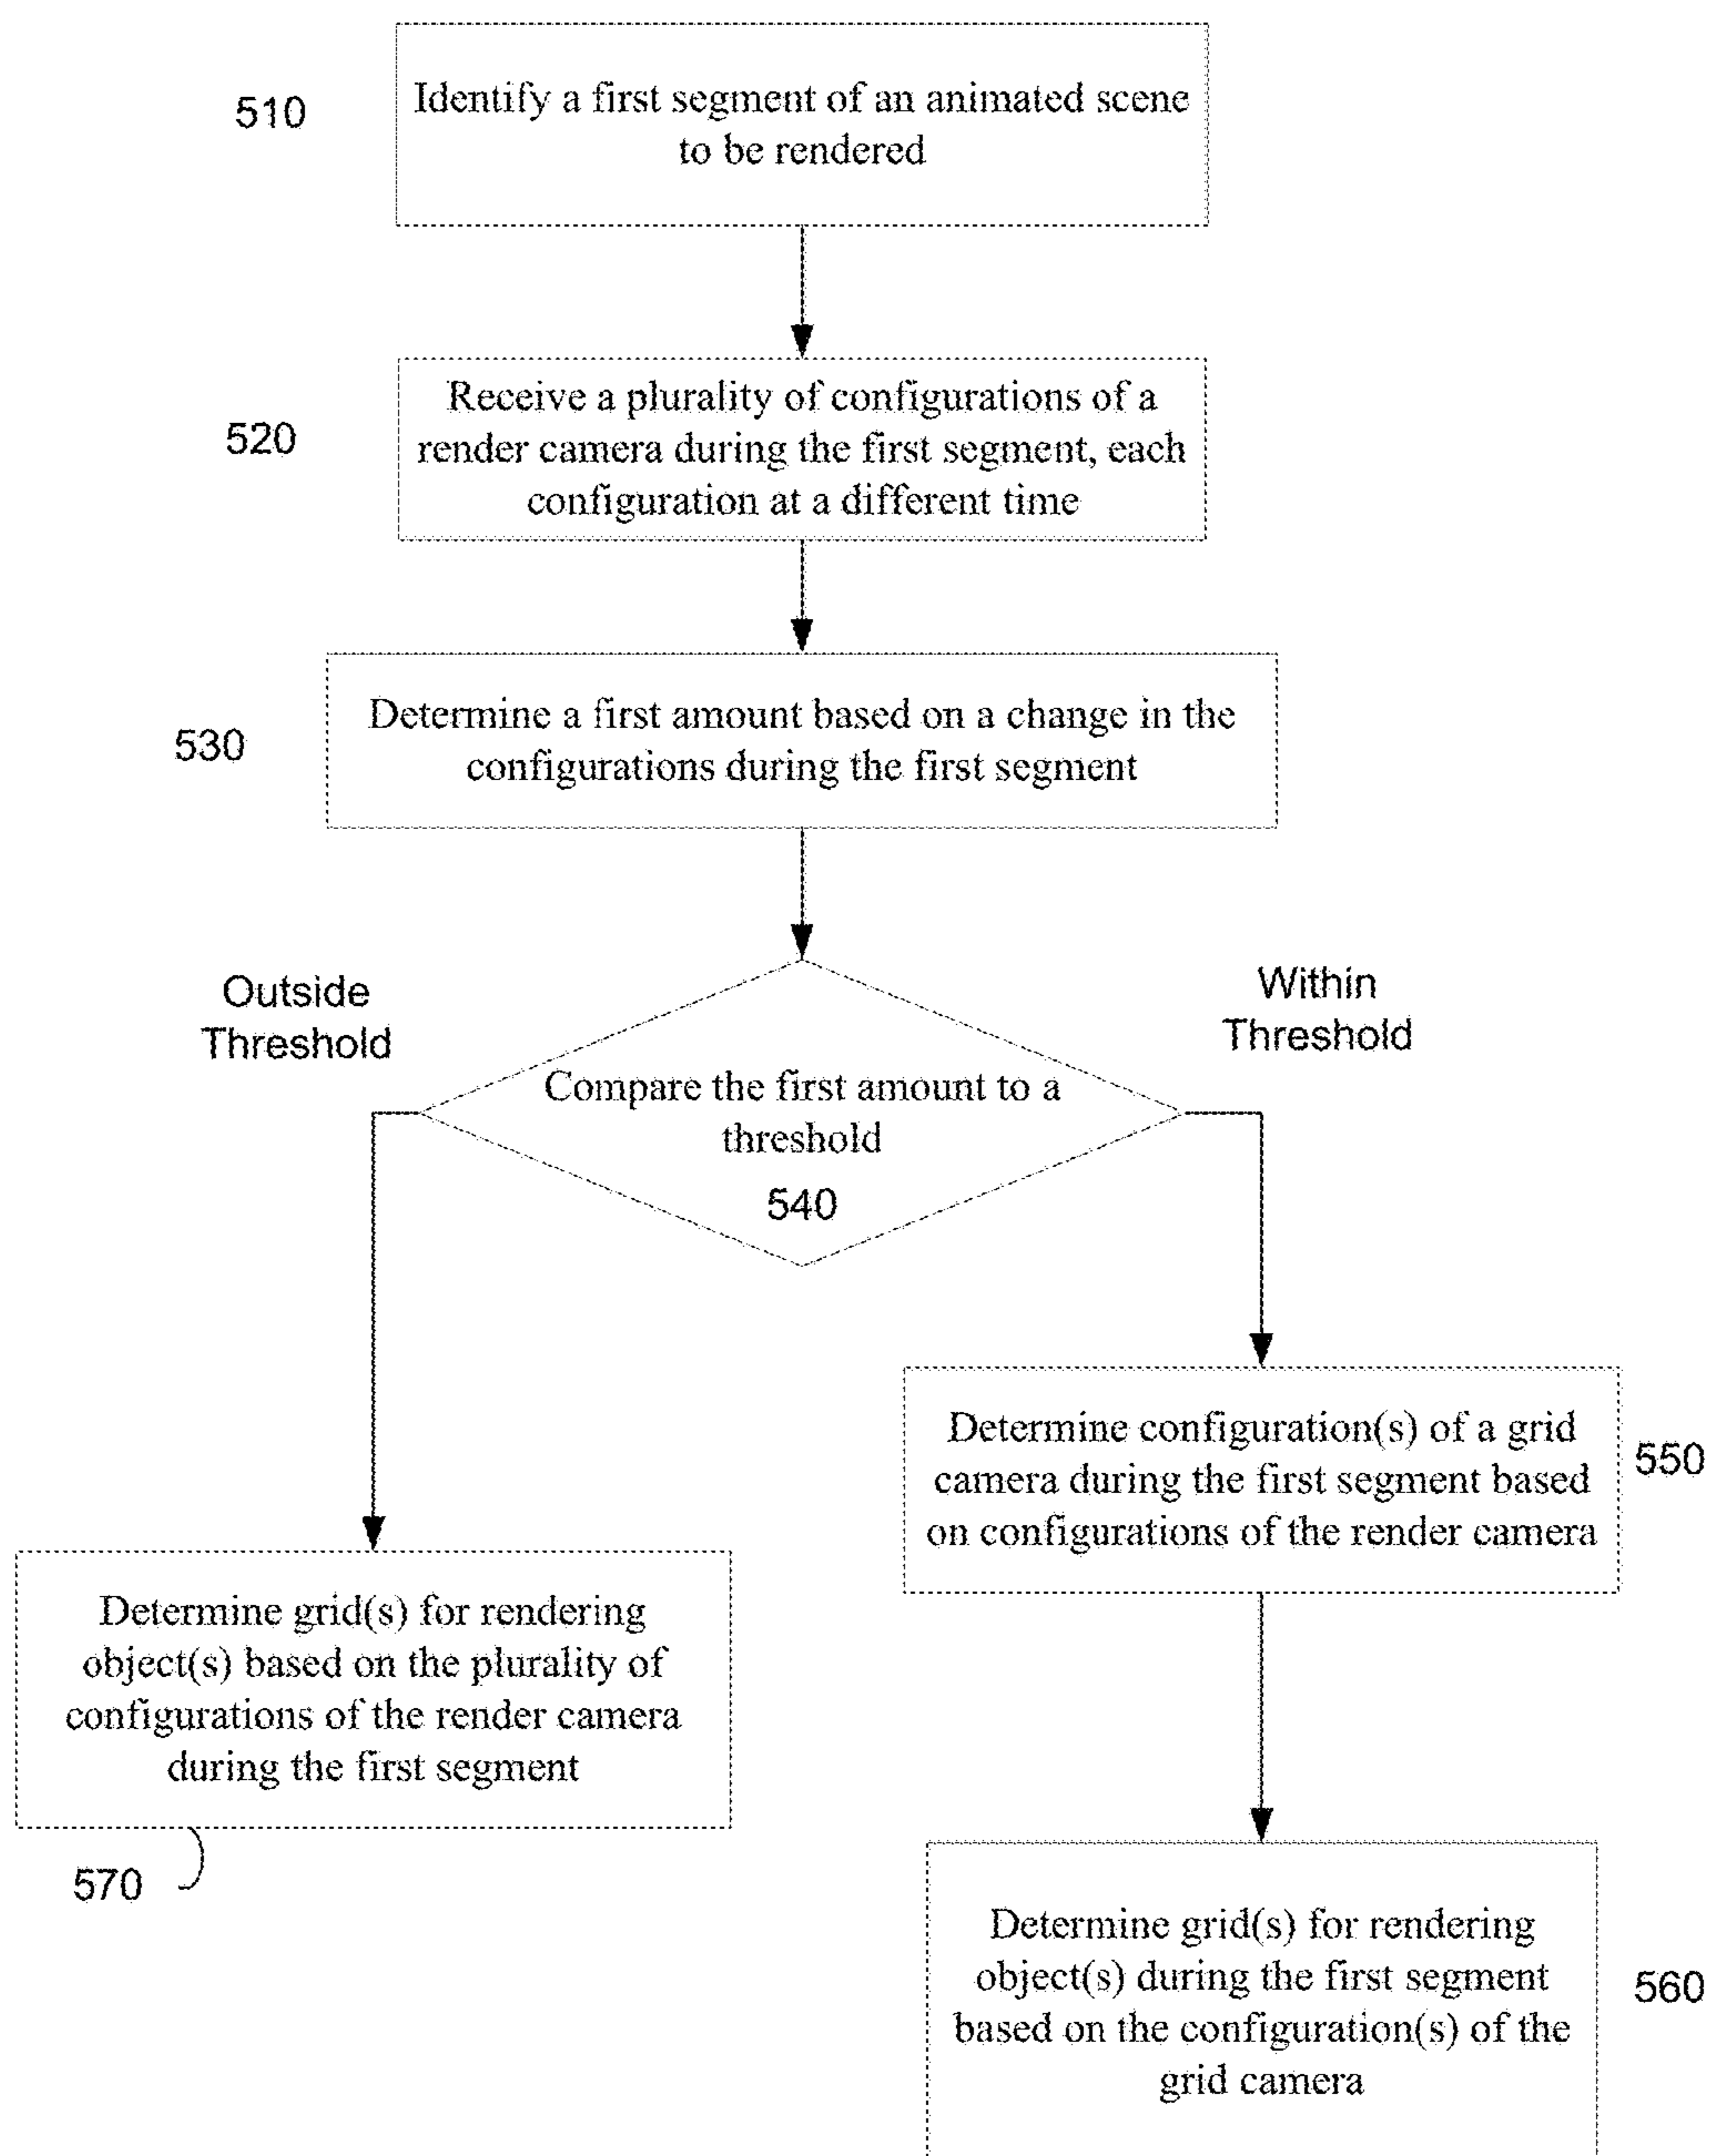 510
Identify a first segment of an animated scene
to be rendered
520
Receive a plurality of configurations of a
render camera during the first segment, each
configuration at a different time
530
Determine a first amount based on a change in the
configurations during the first segment
Outside
Threshold
Within
Threshold
Compare the first amount to a
threshold
540
Determine configuration(s) of a grid
camera during the first segment based
on configurations of the render camera
550
Determine grid(s) for rendering
object(s) based on the plurality of
configurations of the render camera
during the first segment
570
Determine grid(s) for rendering
object(s) during the first segment
based on the configuration(s) of the
grid camera
560